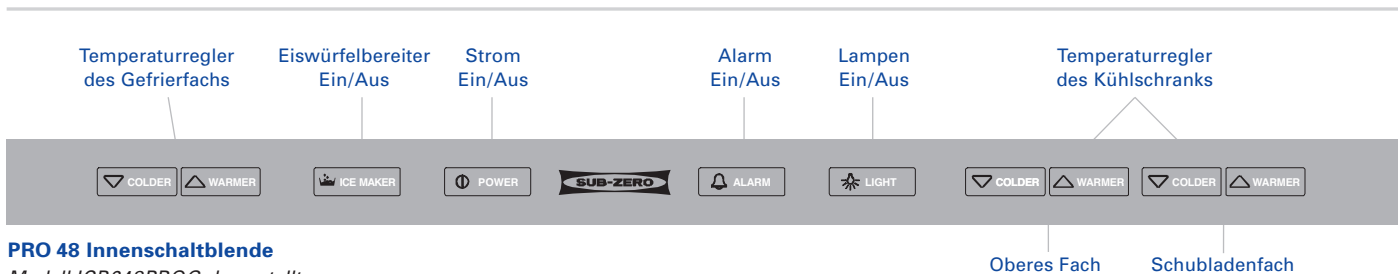 Temperaturregler
des Gefrierfachs
Eiswürfelbereiter
Ein/Aus
Strom
Ein/Aus
Alarm
Ein/Aus
Lampen
Ein/Aus
Temperaturregler
des Kühlschranks
COLDER WARMER ICE MAKER POWER SUB-ZERO ALARM LIGHT COLDER WARMER COLDER WARMER
PRO 48 Innenschaltblende
Oberes Fach Schubladenfach